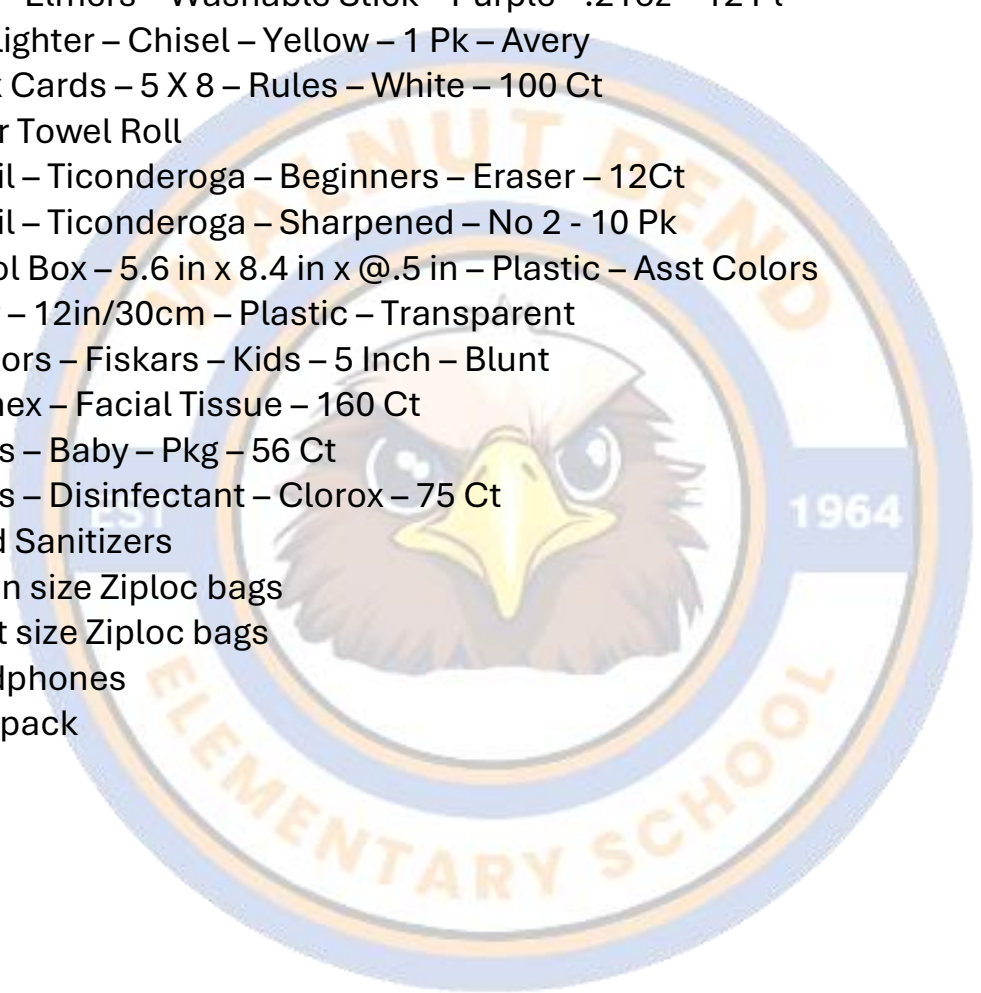 Elmers – Washable Stick – Purple – .21oz – 12
ighter – Chisel – Yellow – 1 Pk – Avery
x Cards – 5 X 8 – Rules – White – 100 Ct
r Towel Roll
il – Ticonderoga – Beginners – Eraser – 12Ct
il – Ticonderoga – Sharpened – No 2 - 10 Pk
ol Box – 5.6 in x 8.4 in x @.5 in – Plastic – Asst Colors
– 12in/30cm – Plastic – Transparent
ors – Fiskars – Kids – 5 Inch – Blunt
nex – Facial Tissue – 160 Ct
s – Baby – Pkg – 56 Ct
s – Disinfectant – Clorox – 75 Ct
d Sanitizers
n size Ziploc bags
t size Ziploc bags
dphones
pack
WALNUT BEND
EST 1964
ELEMENTARY SCHOOL